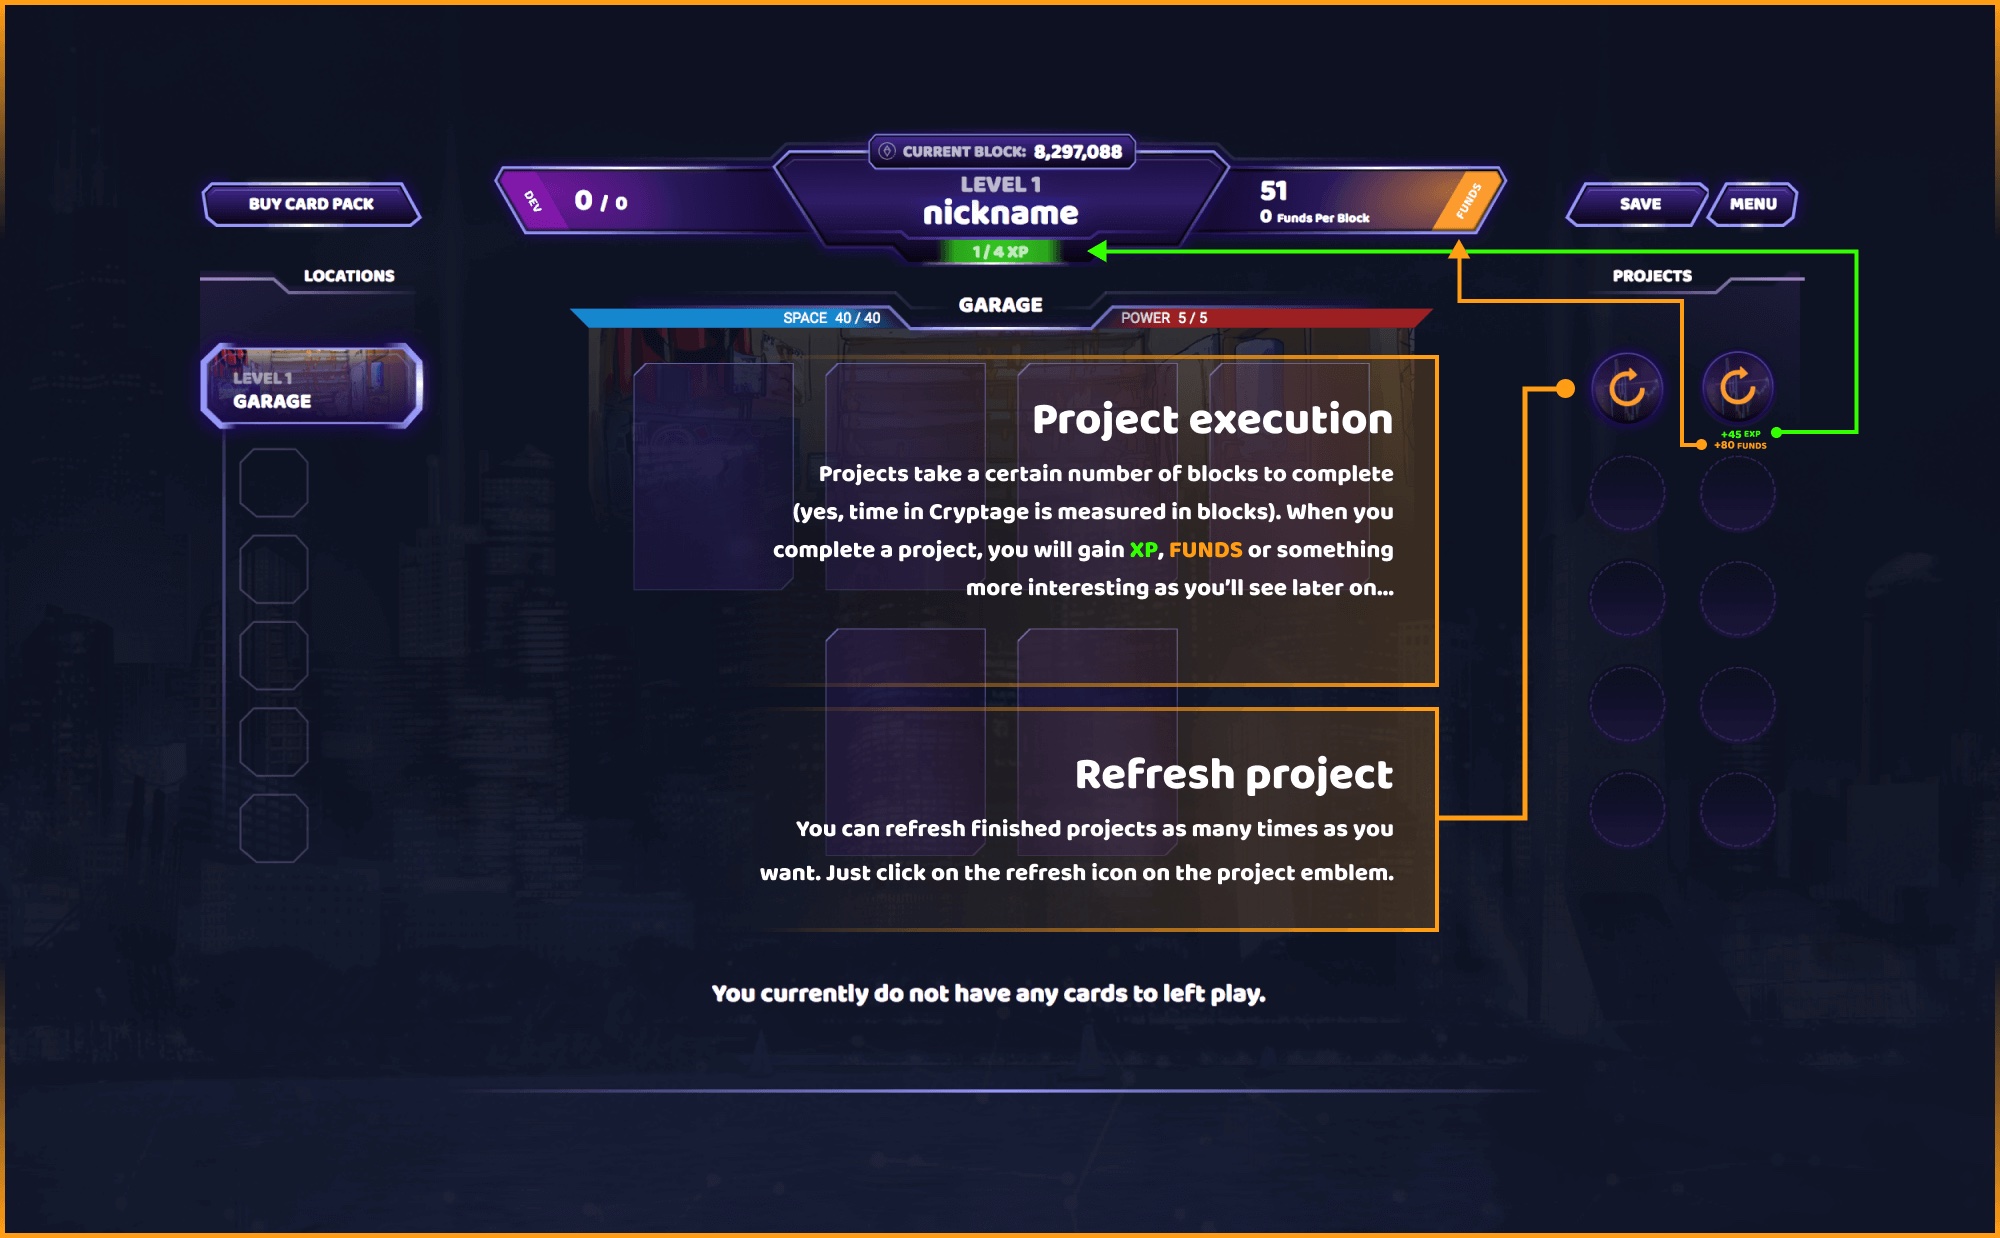 CURRENT BLOCK: 8,297,088
BUY CARD PACK
DEV
0 / 0
LEVEL 1
nickname
1 / 4 XP
51
0 Funds Per Block
FUNDS
SAVE
MENU
LOCATIONS
PROJECTS
GARAGE
SPACE 40 / 40
POWER 5 / 5
LEVEL 1
GARAGE
+45 EXP
+80 FUNDS
Project execution
Projects take a certain number of blocks to complete
(yes, time in Cryptage is measured in blocks). When you
complete a project, you will gain XP, FUNDS or something
more interesting as you'll see later on...
Refresh project
You can refresh finished projects as many times as you
want. Just click on the refresh icon on the project emblem.
You currently do not have any cards to left play.